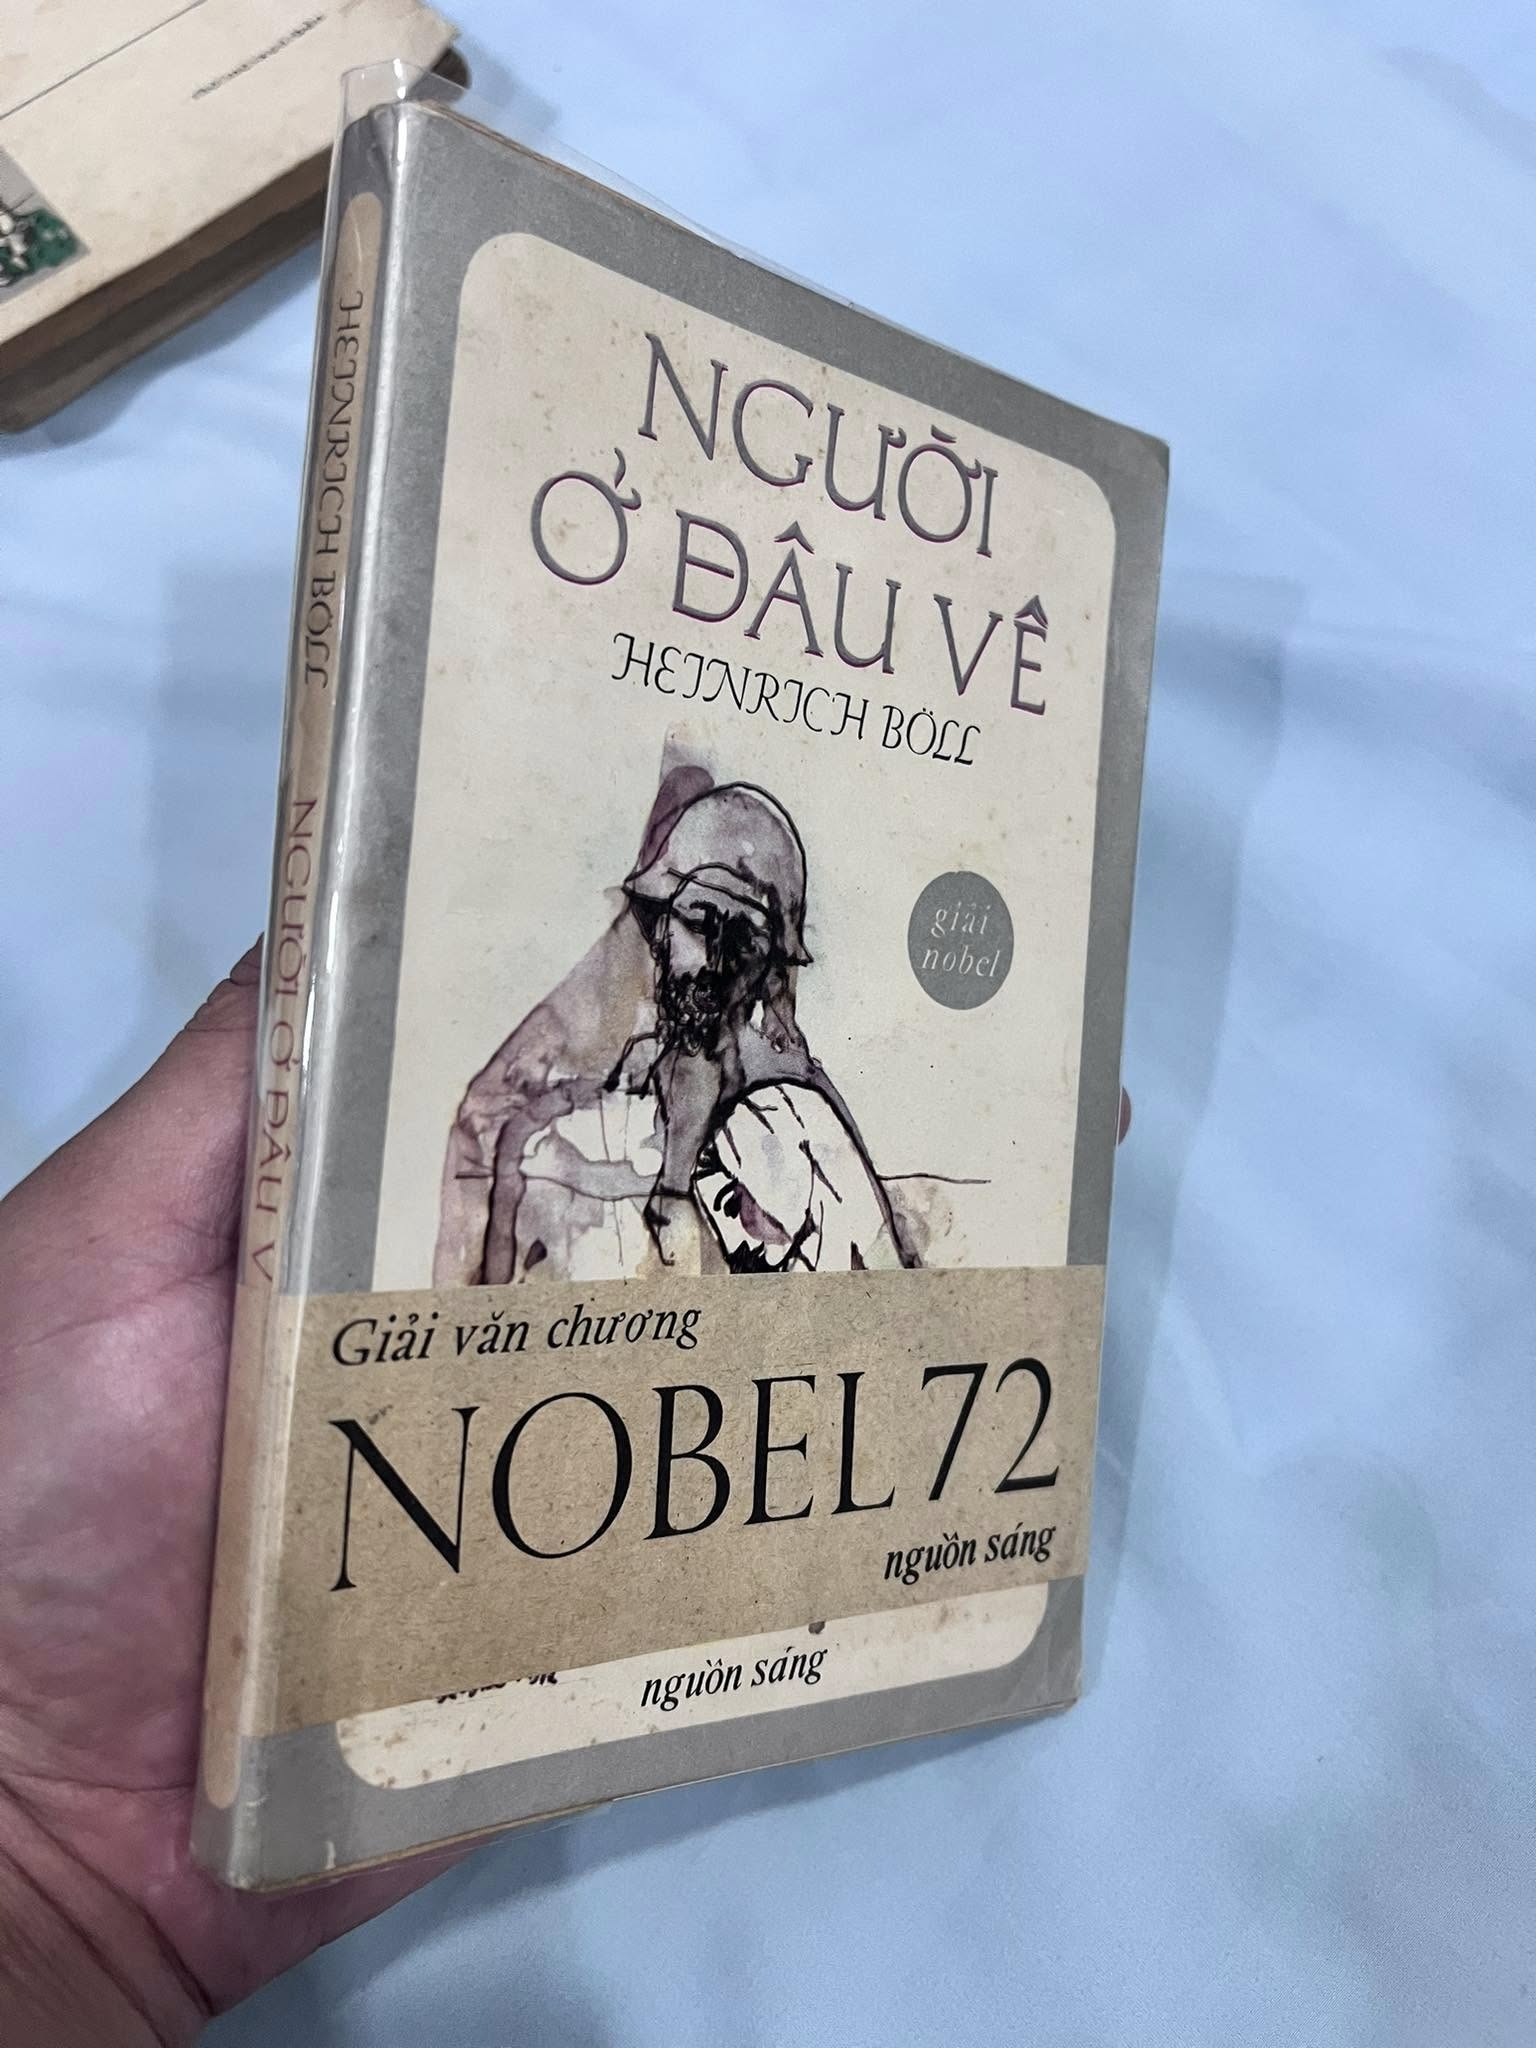 HEINRICH BÖLL NGƯỜI Ở ĐÂU V
NGƯỜI
Ở ĐÂU VỀ
HEINRICH BÖLL
giải
nobel
Giải văn chương
NOBEL 72
nguồn sáng
nguồn sáng